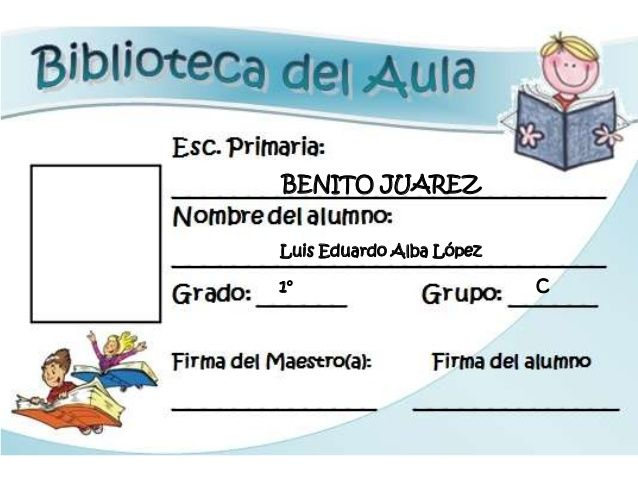 Biblioteca del Aula
Esc. Primaria:
BENITO JUAREZ
Nombre del alumno:
Luis Eduardo Alba López
Grado: 1° Grupo: C
Firma del Maestro(a): Firma del alumno